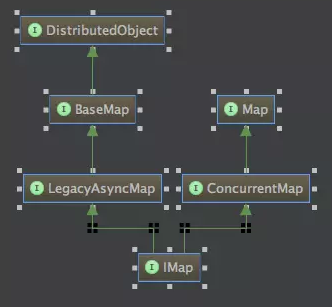 I DistributedObject
I BaseMap
I Map
I LegacyAsyncMap
I ConcurrentMap
I IMap